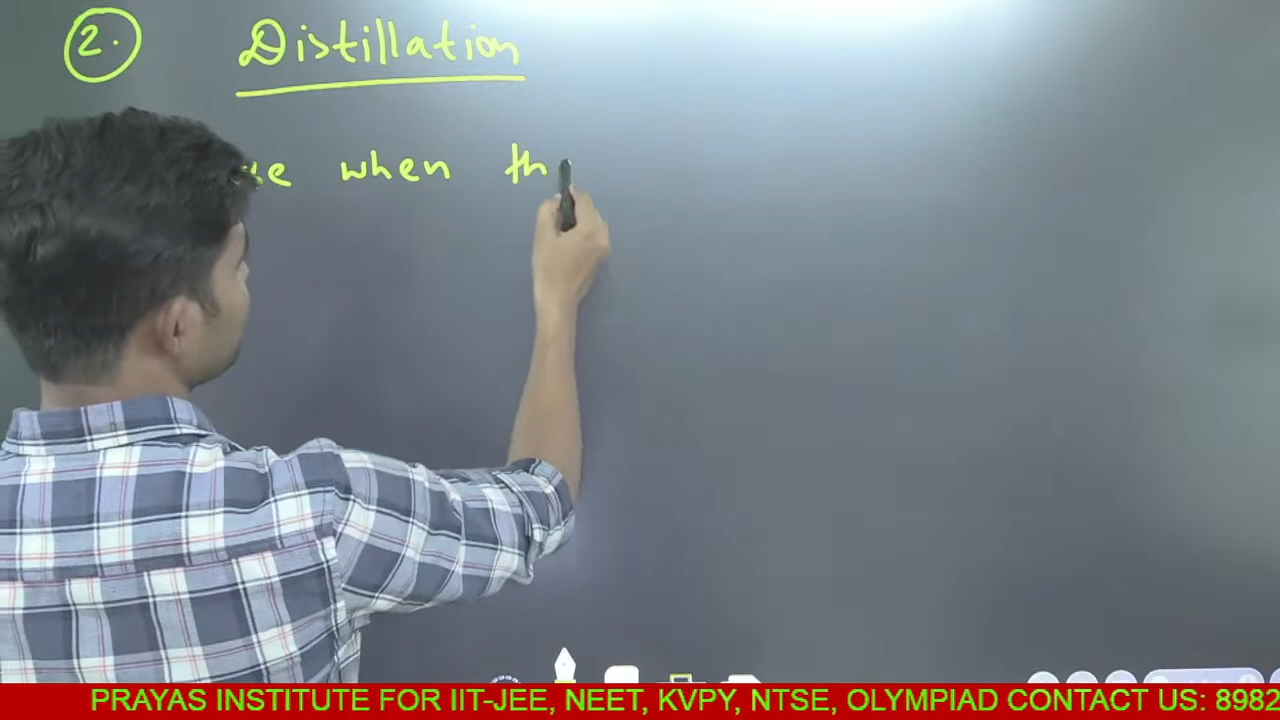 2. Distillation
when th
PRAYAS INSTITUTE FOR IIT-JEE, NEET, KVPY, NTSE, OLYMPIAD CONTACT US: 8982